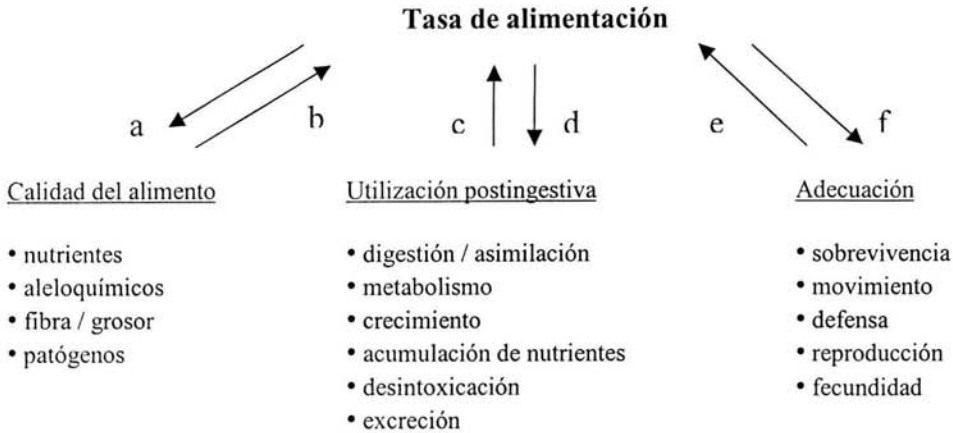 Tasa de alimentación
a b c d e f
Calidad del alimento
• nutrientes
• aleloquímicos
• fibra / grosor
• patógenos
Utilización postingestiva
• digestión / asimilación
• metabolismo
• crecimiento
• acumulación de nutrientes
• desintoxicación
• excreción
Adecuación
• sobrevivencia
• movimiento
• defensa
• reproducción
• fecundidad